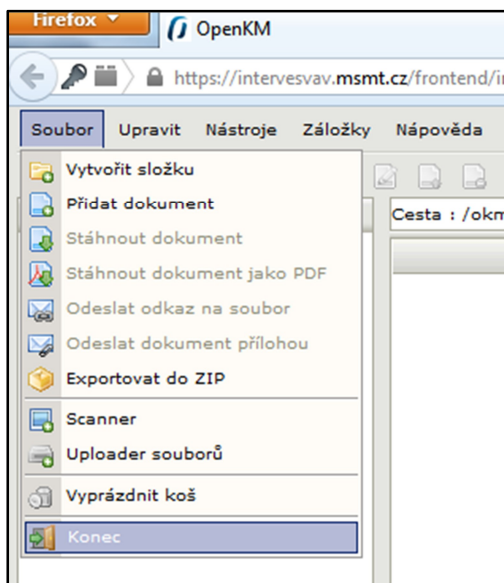 Firefox
OpenKM
https://intervesvav.msmt.cz/frontend/i
Soubor Upravit Nástroje Záložky Nápověda
Vytvořit složku
Přidat dokument
Cesta : /okm
Stáhnout dokument
Stáhnout dokument jako PDF
Odeslat odkaz na soubor
Odeslat dokument přílohou
Exportovat do ZIP
Scanner
Uploader souborů
Vyprázdnit koš
Konec